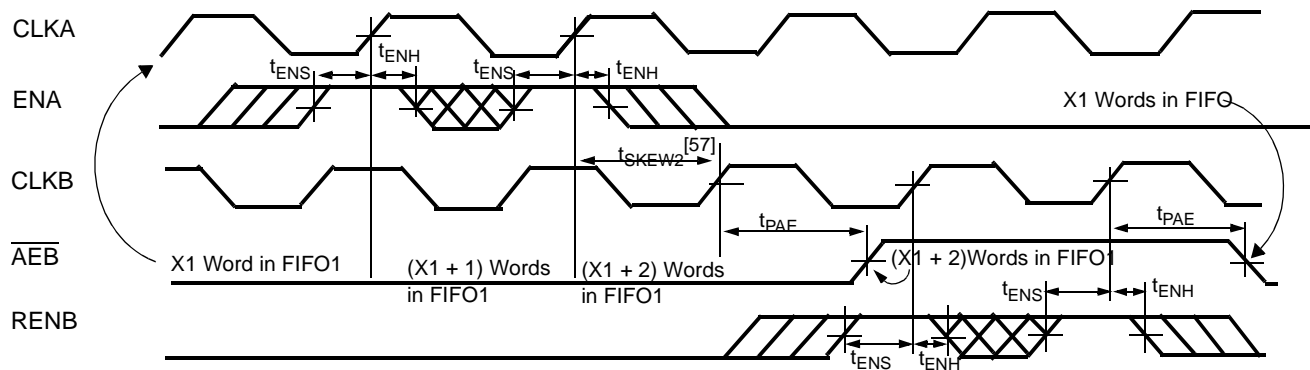 CLKA
tENS
tENH
tENS
tENH
ENA
X1 Words in FIFO
tSKEW2[57]
CLKB
tPAE
tPAE
AEB
X1 Word in FIFO1
(X1 + 1) Words
in FIFO1
(X1 + 2) Words
in FIFO1
(X1 + 2)Words in FIFO1
tENS
tENH
RENB
tENS
tENH